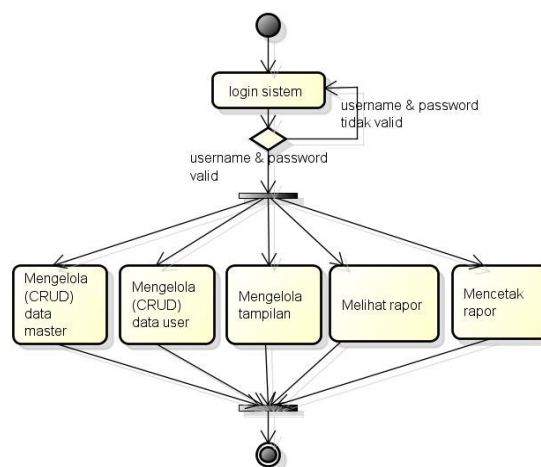 login sistem
username & password
tidak valid
username & password
valid
Mengelola
(CRUD)
data
master
Mengelola
(CRUD)
data user
Mengelola
tampilan
Melihat rapor
Mencetak
rapor